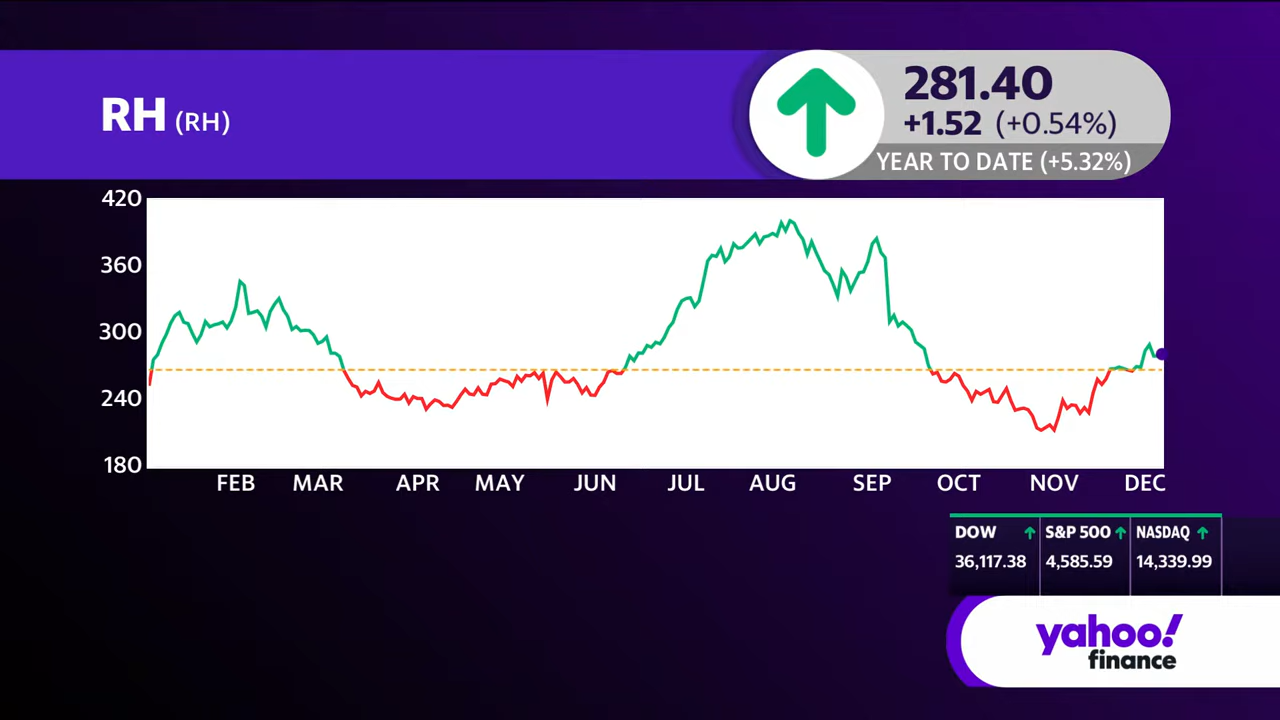 RH (RH)
281.40
+1.52 (+0.54%)
YEAR TO DATE (+5.32%)
420
360
300
240
180
FEB MAR APR MAY JUN JUL AUG SEP OCT NOV DEC
DOW S&P 500 NASDAQ
36,117.38 4,585.59 14,339.99
yahoo!
finance